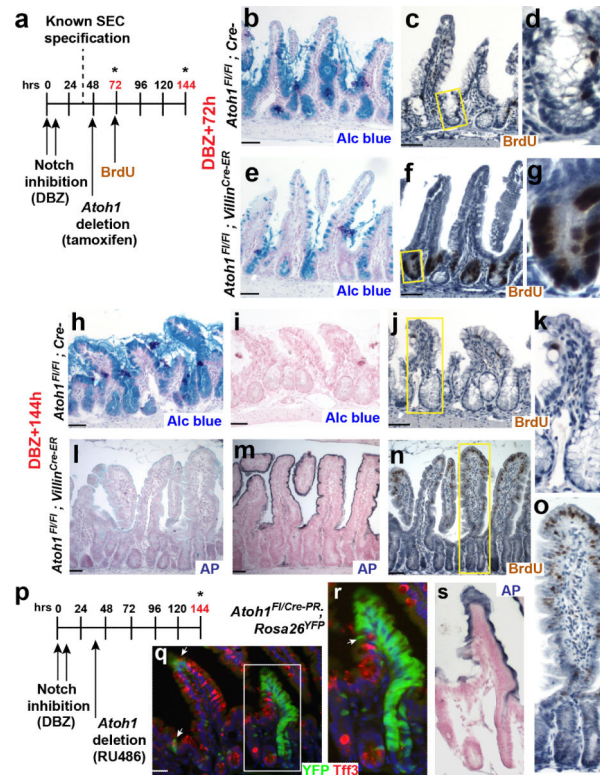 a
Known SEC
specification
hrs 0 24 48 72 96 120 144
* *
Notch
inhibition
(DBZ)
BrdU
Atoh1
deletion
(tamoxifen)
DBZ+72h
Atoh1Fl/Fl ; Cre-
b
Alc blue
c
BrdU
d
Atoh1Fl/Fl ; VillinCre-ER
e
Alc blue
f
BrdU
g
DBZ+144h
Atoh1Fl/Fl ; Cre-
h
Alc blue
i
j
BrdU
k
Atoh1Fl/Fl ; VillinCre-ER
l
AP
m
n
BrdU
o
p
hrs 0 24 48 72 96 120 144
*
Notch
inhibition
(DBZ)
Atoh1
deletion
(RU486)
Atoh1Fl/Cre-PR;
Rosa26YFP
q
YFP Tff3
r
s
AP